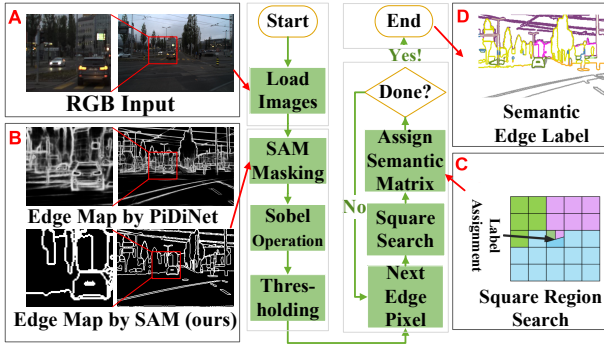 A
RGB Input
B
Edge Map by PiDiNet
Edge Map by SAM (ours)
Start
Load
Images
SAM
Masking
Sobel
Operation
Thres-
holding
End
Yes!
Done?
Assign
Semantic
Matrix
No
Square
Search
Next
Edge
Pixel
D
Semantic
Edge Label
C
Label
Assignment
Square Region
Search